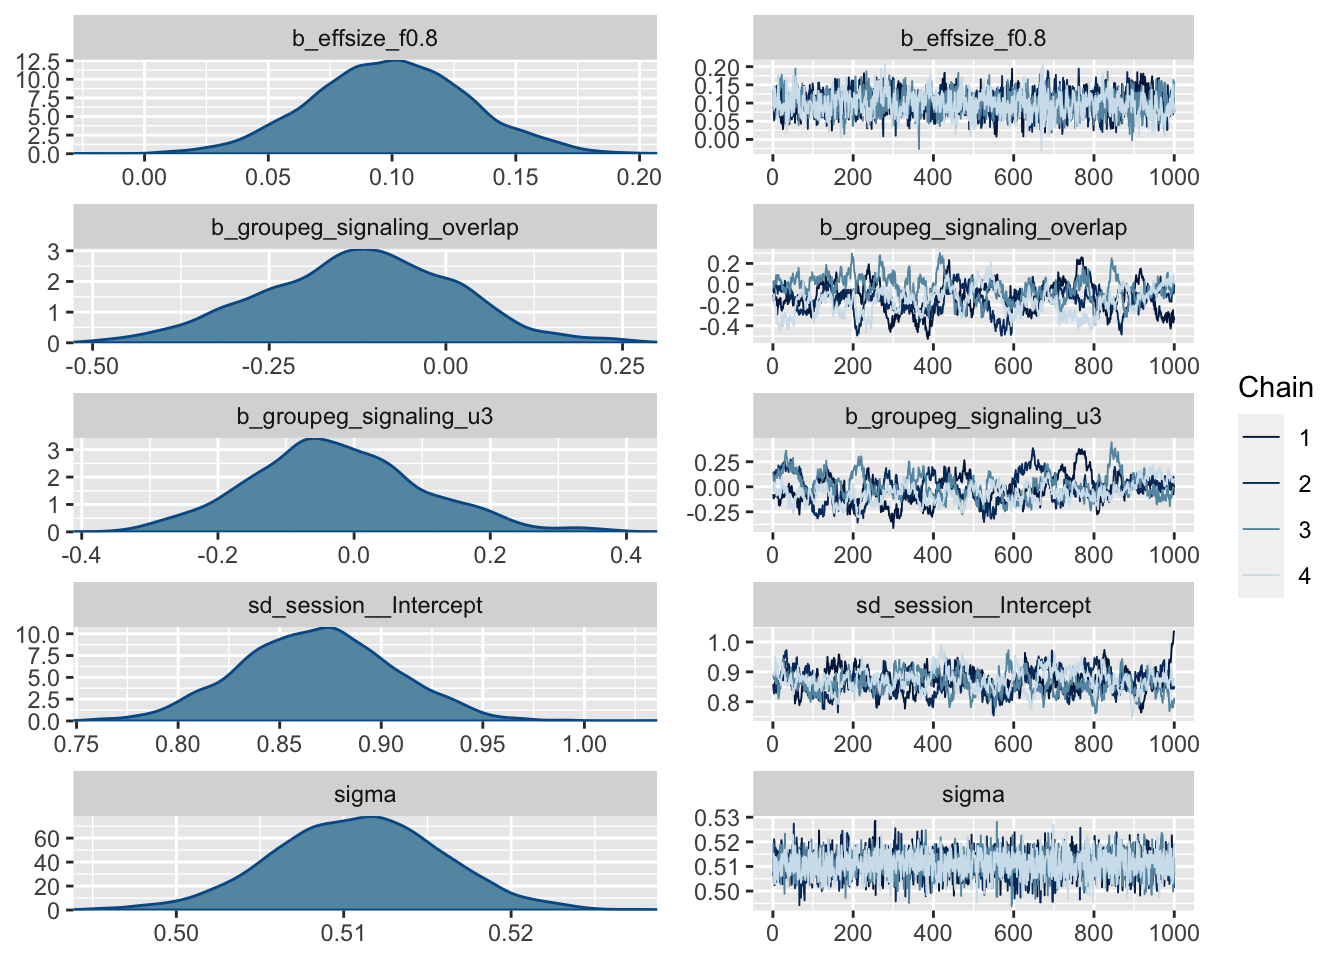 b_effsize_f0.8
12.5
10.0
7.5
5.0
2.5
0.0
0.00 0.05 0.10 0.15 0.20
b_effsize_f0.8
0.20
0.15
0.10
0.05
0.00
0 200 400 600 800 1000
b_groupeg_signaling_overlap
3
2
1
0
-0.50 -0.25 0.00 0.25
b_groupeg_signaling_overlap
0.2
0.0
-0.2
-0.4
0 200 400 600 800 1000
b_groupeg_signaling_u3
3
2
1
0
-0.4 -0.2 0.0 0.2 0.4
b_groupeg_signaling_u3
0.25
0.00
-0.25
0 200 400 600 800 1000
sd_session__Intercept
10.0
7.5
5.0
2.5
0.0
0.75 0.80 0.85 0.90 0.95 1.00
sd_session__Intercept
1.0
0.9
0.8
0 200 400 600 800 1000
sigma
60
40
20
0
0.50 0.51 0.52
sigma
0.53
0.52
0.51
0.50
0 200 400 600 800 1000
Chain
1
2
3
4